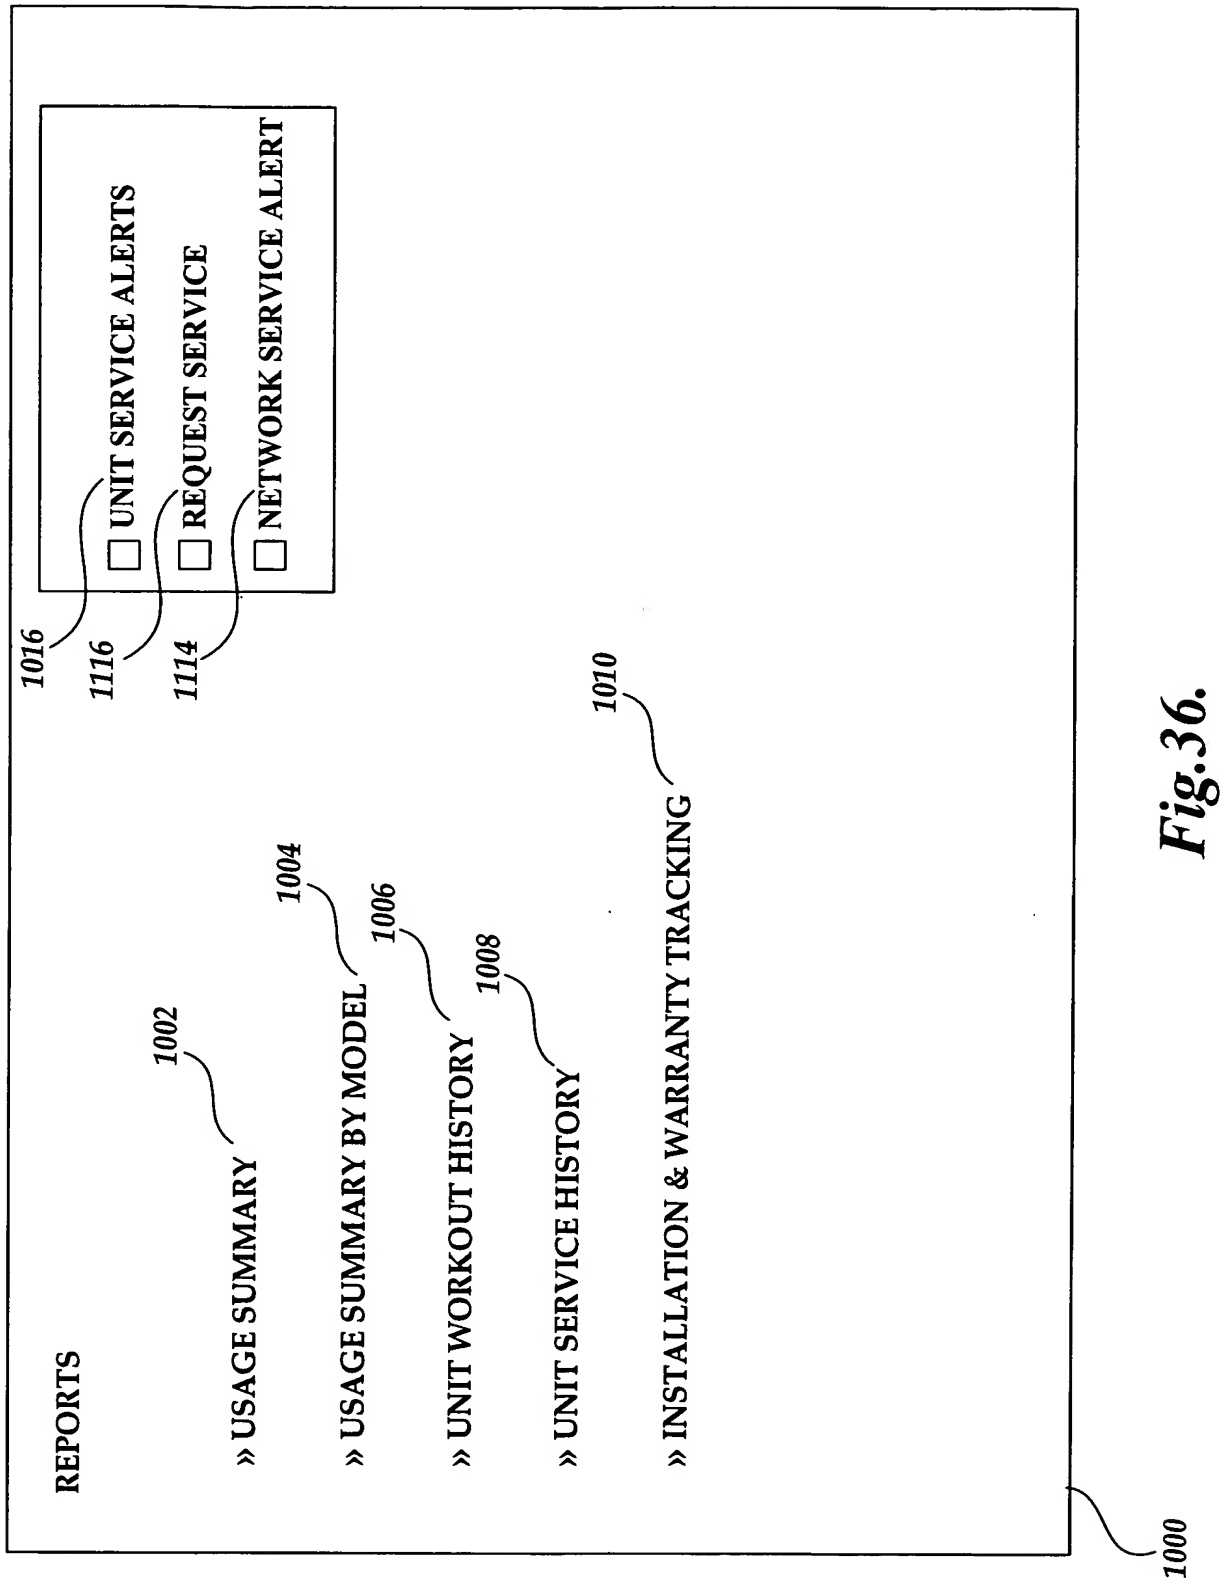 REPORTS
1016
☐ UNIT SERVICE ALERTS
1116
☐ REQUEST SERVICE
1114
☐ NETWORK SERVICE ALERT
1002
» USAGE SUMMARY
1004
» USAGE SUMMARY BY MODEL
1006
» UNIT WORKOUT HISTORY
1008
» UNIT SERVICE HISTORY
1010
» INSTALLATION & WARRANTY TRACKING
1000
Fig.36.